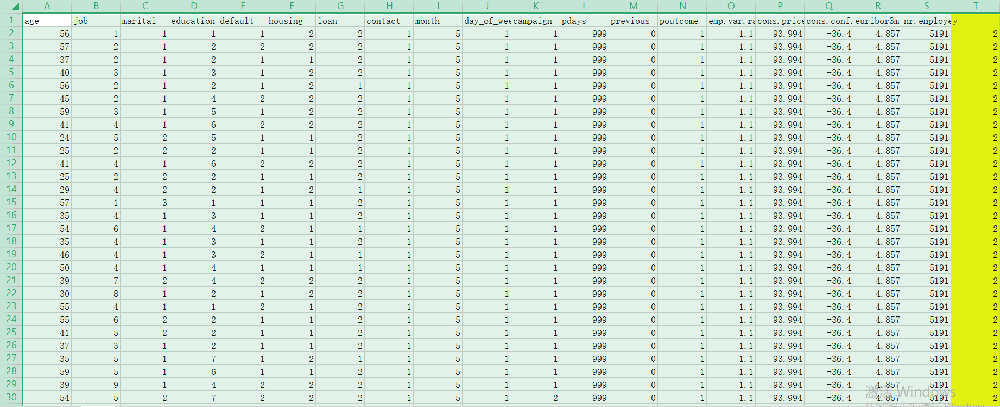 A B C D E F G H I J K L M N O P Q R S T
1 age job marital education default housing loan contact month day_of_wee campaign pdays previous poutcome emp.var.ra cons.price cons.conf. euribor3m nr.employe y
2 56 1 1 1 1 2 2 1 5 1 1 999 0 1 1.1 93.994 -36.4 4.857 5191 2
3 57 2 1 2 2 2 2 1 5 1 1 999 0 1 1.1 93.994 -36.4 4.857 5191 2
4 37 2 1 2 1 1 2 1 5 1 1 999 0 1 1.1 93.994 -36.4 4.857 5191 2
5 40 3 1 3 1 2 2 1 5 1 1 999 0 1 1.1 93.994 -36.4 4.857 5191 2
6 56 2 1 2 1 2 1 1 5 1 1 999 0 1 1.1 93.994 -36.4 4.857 5191 2
7 45 2 1 4 2 2 2 1 5 1 1 999 0 1 1.1 93.994 -36.4 4.857 5191 2
8 59 3 1 5 1 2 2 1 5 1 1 999 0 1 1.1 93.994 -36.4 4.857 5191 2
9 41 4 1 6 2 2 2 1 5 1 1 999 0 1 1.1 93.994 -36.4 4.857 5191 2
10 24 5 2 5 1 1 2 1 5 1 1 999 0 1 1.1 93.994 -36.4 4.857 5191 2
11 25 2 2 2 1 1 2 1 5 1 1 999 0 1 1.1 93.994 -36.4 4.857 5191 2
12 41 4 1 6 2 2 2 1 5 1 1 999 0 1 1.1 93.994 -36.4 4.857 5191 2
13 25 2 2 2 1 1 2 1 5 1 1 999 0 1 1.1 93.994 -36.4 4.857 5191 2
14 29 4 2 2 1 2 1 1 5 1 1 999 0 1 1.1 93.994 -36.4 4.857 5191 2
15 57 1 3 1 1 1 2 1 5 1 1 999 0 1 1.1 93.994 -36.4 4.857 5191 2
16 35 4 1 3 1 1 2 1 5 1 1 999 0 1 1.1 93.994 -36.4 4.857 5191 2
17 54 6 1 4 2 1 1 1 5 1 1 999 0 1 1.1 93.994 -36.4 4.857 5191 2
18 35 4 1 3 1 1 2 1 5 1 1 999 0 1 1.1 93.994 -36.4 4.857 5191 2
19 46 4 1 3 2 1 1 1 5 1 1 999 0 1 1.1 93.994 -36.4 4.857 5191 2
20 50 4 1 4 1 1 1 1 5 1 1 999 0 1 1.1 93.994 -36.4 4.857 5191 2
21 39 7 2 4 2 2 2 1 5 1 1 999 0 1 1.1 93.994 -36.4 4.857 5191 2
22 30 8 1 2 1 2 2 1 5 1 1 999 0 1 1.1 93.994 -36.4 4.857 5191 2
23 55 4 1 1 2 1 2 1 5 1 1 999 0 1 1.1 93.994 -36.4 4.857 5191 2
24 55 6 2 2 1 1 2 1 5 1 1 999 0 1 1.1 93.994 -36.4 4.857 5191 2
25 41 5 2 2 1 1 2 1 5 1 1 999 0 1 1.1 93.994 -36.4 4.857 5191 2
26 37 3 1 2 1 1 2 1 5 1 1 999 0 1 1.1 93.994 -36.4 4.857 5191 2
27 35 5 1 7 1 2 1 1 5 1 1 999 0 1 1.1 93.994 -36.4 4.857 5191 2
28 59 5 1 6 1 1 2 1 5 1 1 999 0 1 1.1 93.994 -36.4 4.857 5191 2
29 39 9 1 4 2 2 2 1 5 1 1 999 0 1 1.1 93.994 -36.4 4.857 5191 2
30 54 5 2 7 2 2 2 1 5 1 2 999 0 1 1.1 93.994 -36.4 4.857 5191 2
激活 Windows
转到"设置"以激活 Windows